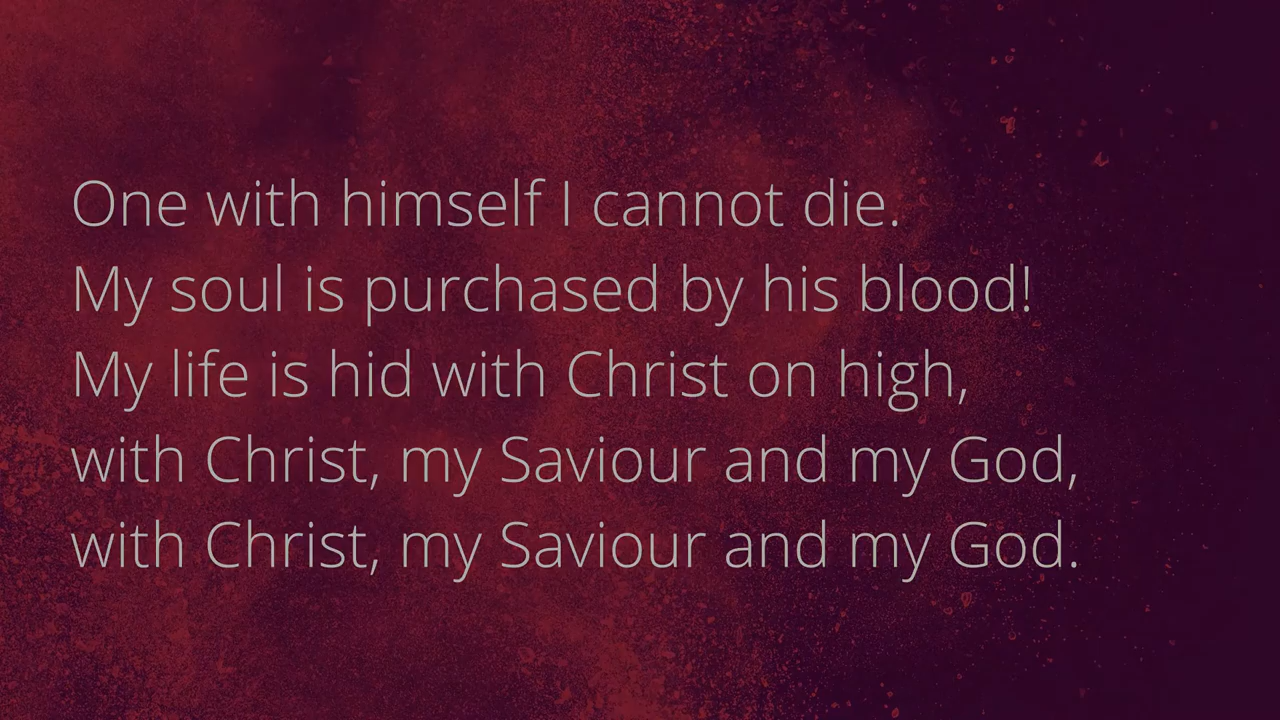 One with himself I cannot die.
My soul is purchased by his blood!
My life is hid with Christ on high,
with Christ, my Saviour and my God,
with Christ, my Saviour and my God.